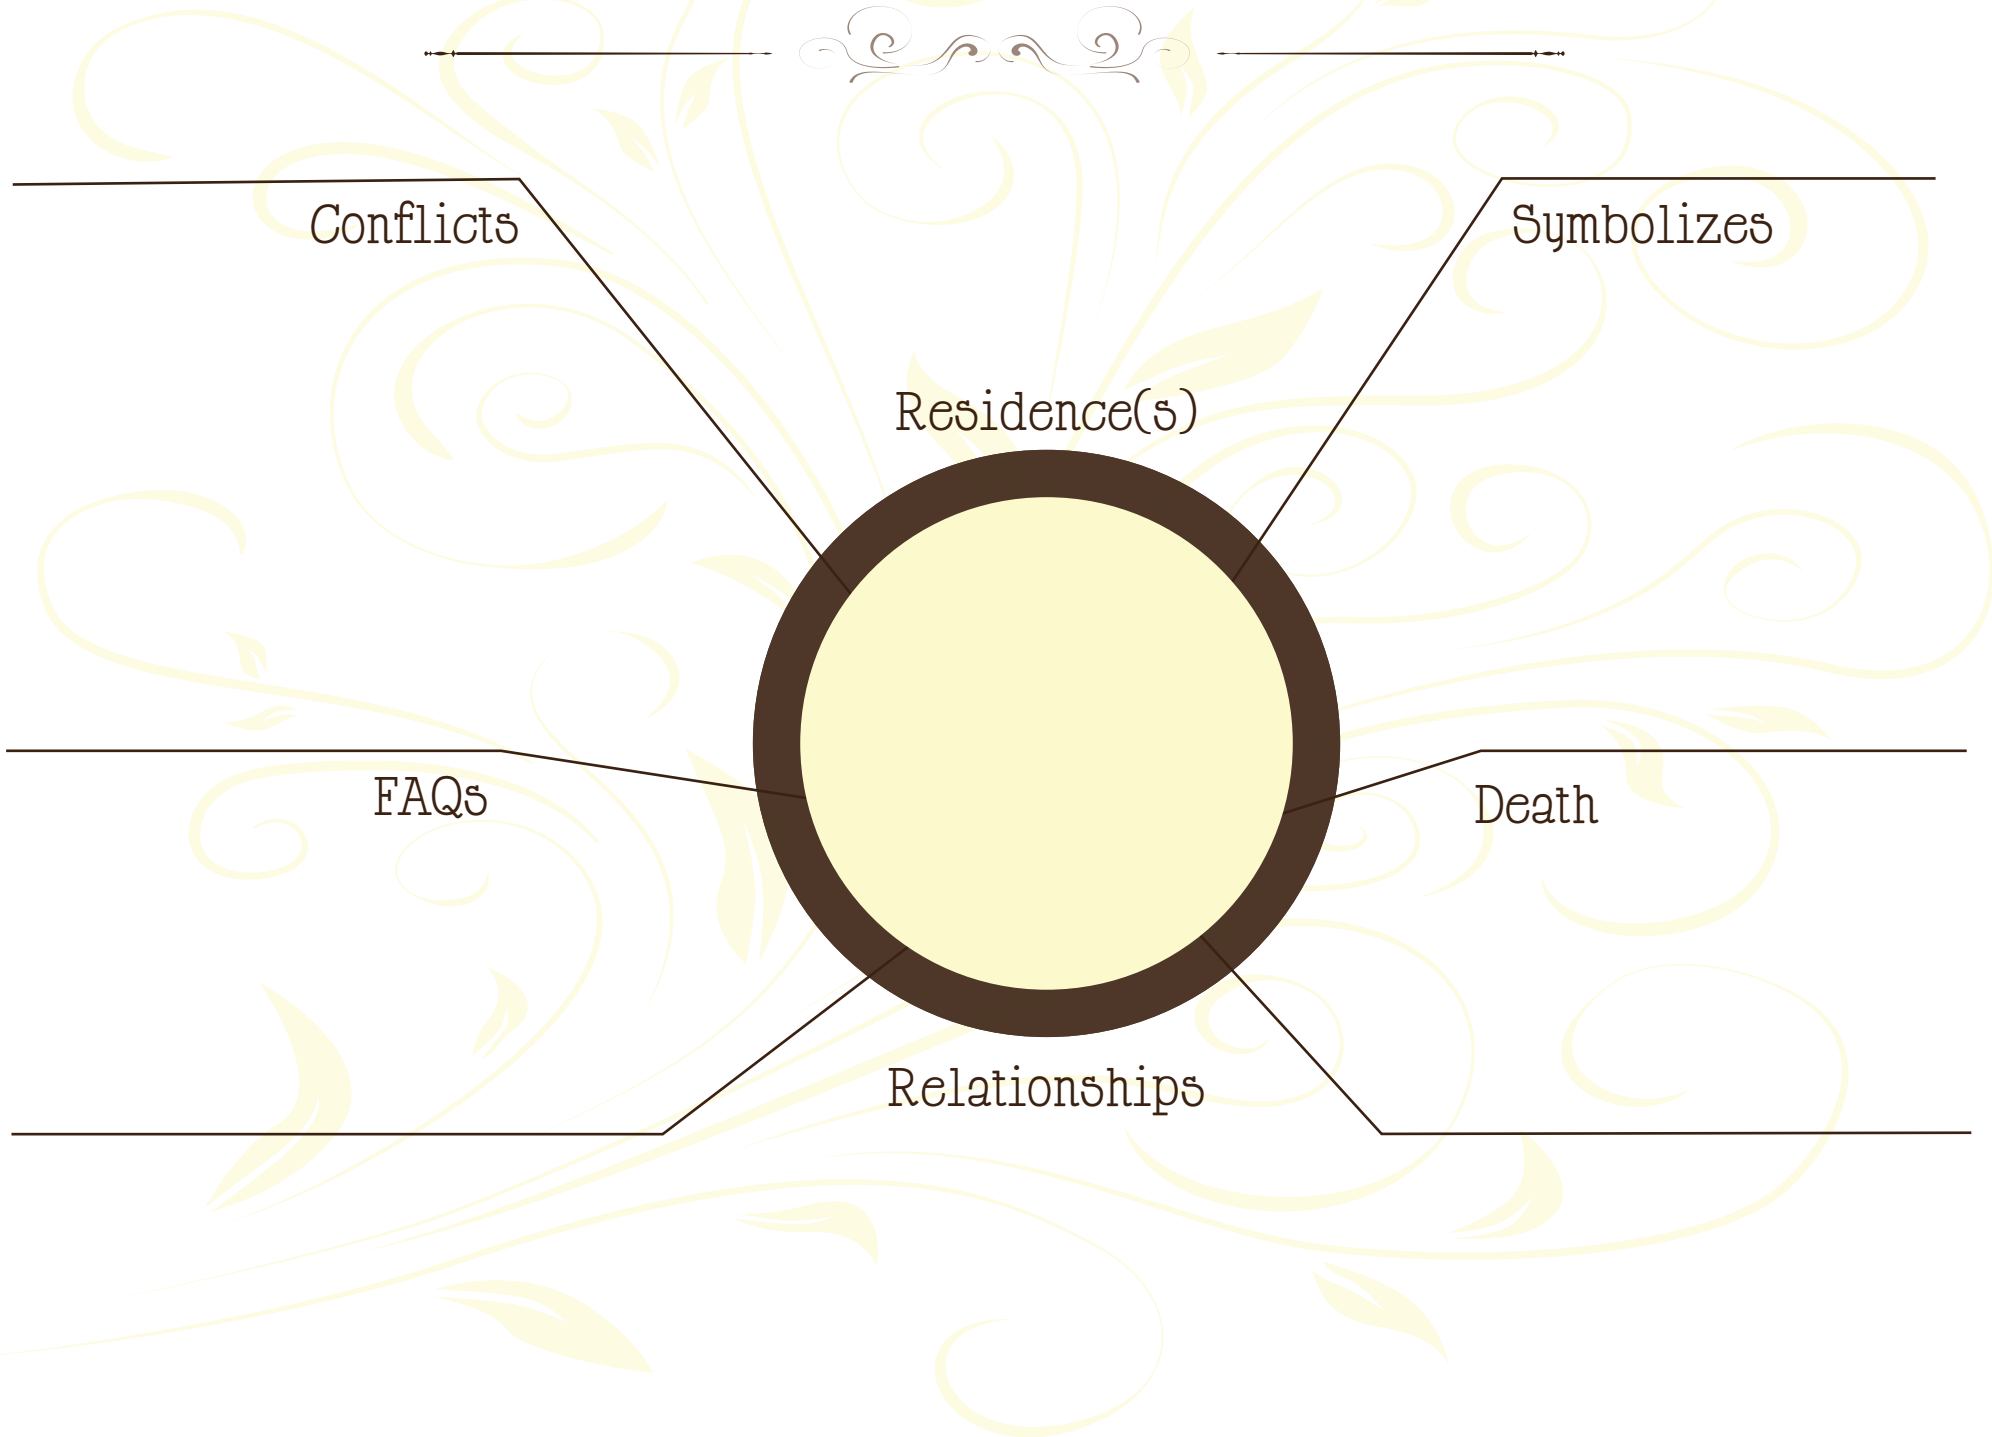 Conflicts
Symbolizes
Residence(s)
FAQs
Death
Relationships